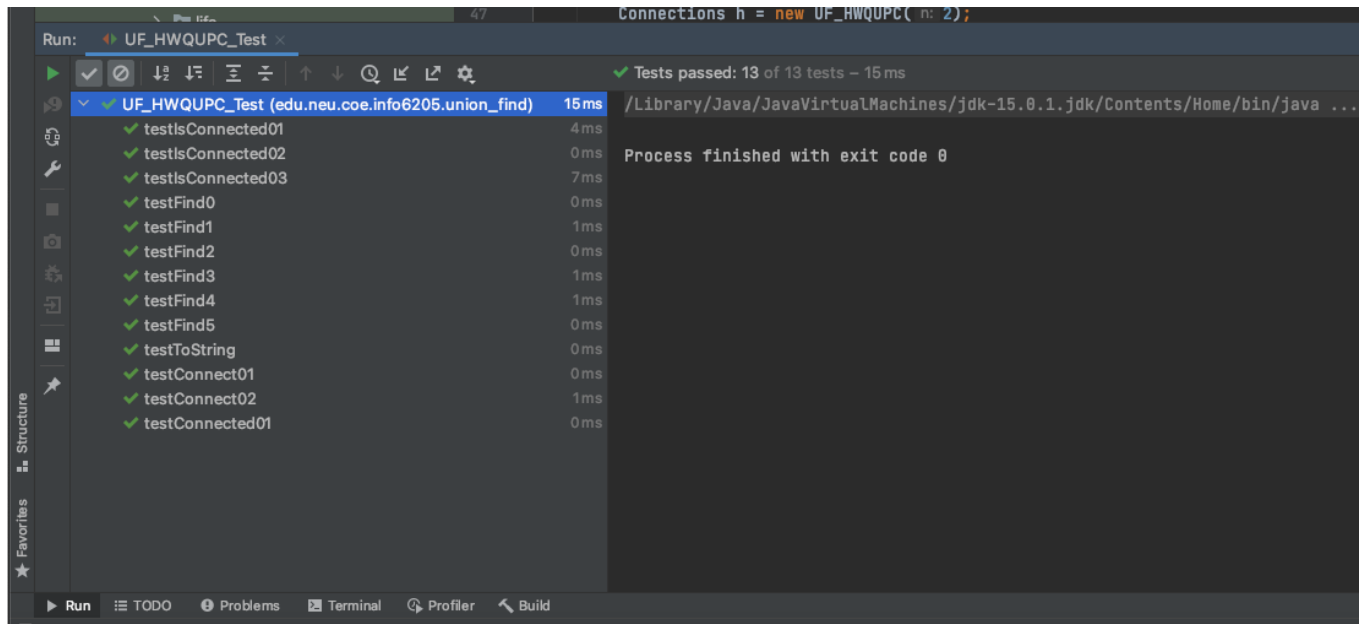 life
47 Connections h = new UF_HWQUPC( n: 2);
Run: UF_HWQUPC_Test ×
Tests passed: 13 of 13 tests – 15 ms
UF_HWQUPC_Test (edu.neu.coe.info6205.union_find) 15 ms
/Library/Java/JavaVirtualMachines/jdk-15.0.1.jdk/Contents/Home/bin/java ...
testIsConnected01 4 ms
testIsConnected02 0 ms
Process finished with exit code 0
testIsConnected03 7 ms
testFind0 0 ms
testFind1 1 ms
testFind2 0 ms
testFind3 1 ms
testFind4 1 ms
testFind5 0 ms
testToString 0 ms
testConnect01 0 ms
testConnect02 1 ms
testConnected01 0 ms
Structure
Favorites
Run TODO Problems Terminal Profiler Build